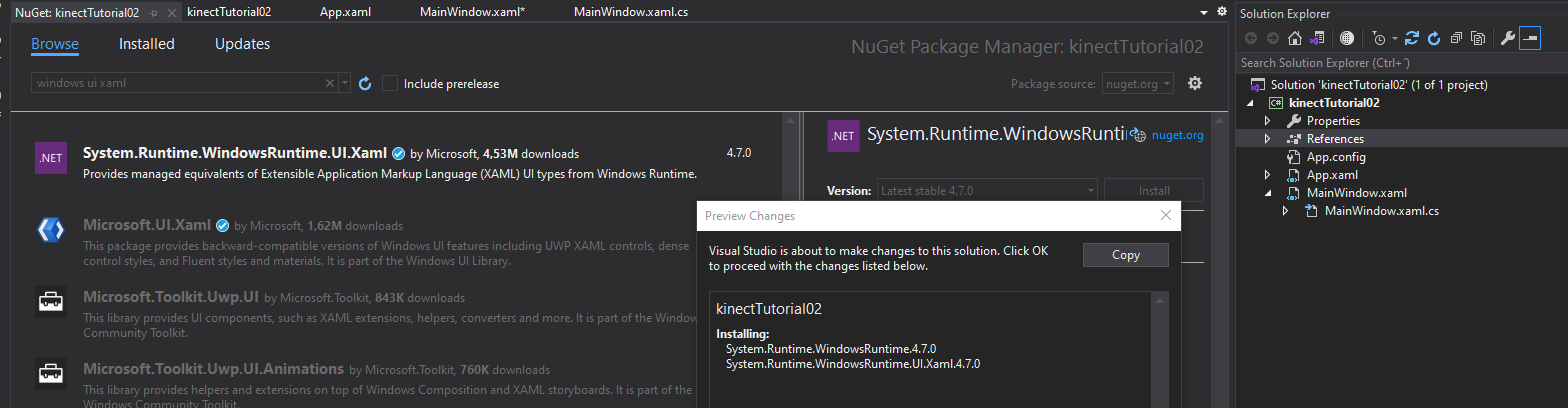 NuGet: kinectTutorial02
kinectTutorial02
App.xaml
MainWindow.xaml*
MainWindow.xaml.cs
Browse
Installed
Updates
NuGet Package Manager: kinectTutorial02
windows ui xaml
Include prerelease
Package source: nuget.org
.NET
System.Runtime.WindowsRuntime.UI.Xaml by Microsoft, 4,53M downloads
4.7.0
Provides managed equivalents of Extensible Application Markup Language (XAML) UI types from Windows Runtime.
Microsoft.UI.Xaml by Microsoft, 1,62M downloads
This package provides backward-compatible versions of Windows UI features including UWP XAML controls, dense
control styles, and Fluent styles and materials. It is part of the Windows UI Library.
Microsoft.Toolkit.Uwp.UI by Microsoft.Toolkit, 843K downloads
This library provides UI components, such as XAML extensions, helpers, converters and more. It is part of the Window
Community Toolkit.
Microsoft.Toolkit.Uwp.UI.Animations by Microsoft.Toolkit, 760K downloads
This library provides helpers and extensions on top of Windows Composition and XAML storyboards. It is part of the
Windows Community Toolkit.
.NET
System.Runtime.WindowsRunti
nuget.org
Version: Latest stable 4.7.0
Install
Preview Changes
Visual Studio is about to make changes to this solution. Click OK
to proceed with the changes listed below.
Copy
kinectTutorial02
Installing:
System.Runtime.WindowsRuntime.4.7.0
System.Runtime.WindowsRuntime.UI.Xaml.4.7.0
Solution Explorer
Search Solution Explorer (Ctrl+´)
Solution 'kinectTutorial02' (1 of 1 project)
C# kinectTutorial02
Properties
References
App.config
App.xaml
MainWindow.xaml
MainWindow.xaml.cs